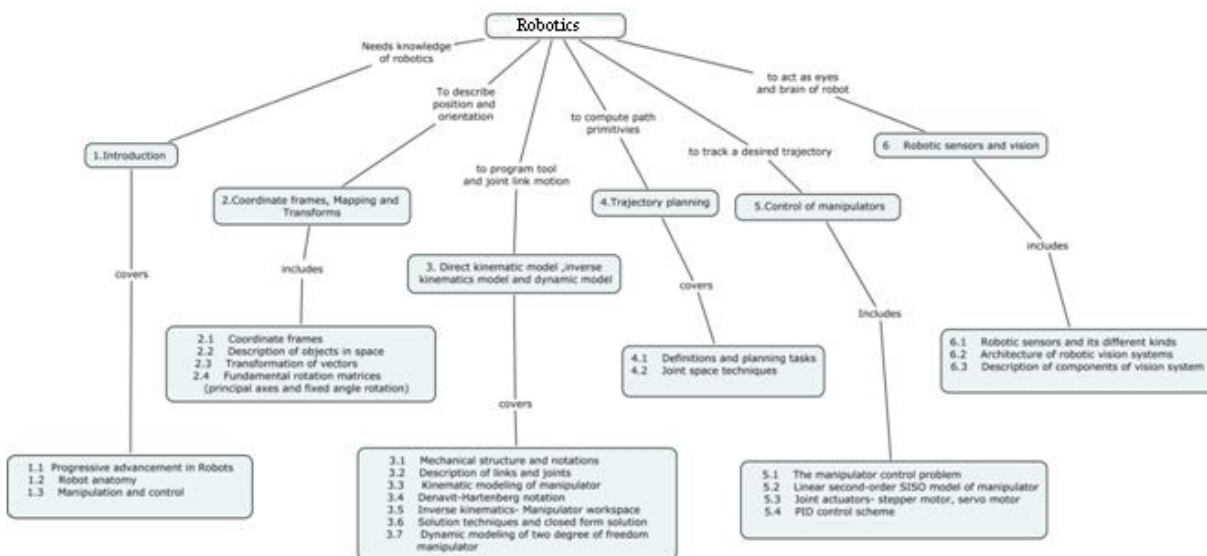 Robotics
Needs knowledge
of robotics
to act as eyes
and brain of robot
To describe
position and
orientation
to compute path
primitivies
1.Introduction
to program tool
and joint link motion
to track a desired trajectory
6 Robotic sensors and vision
2.Coordinate frames, Mapping and
Transforms
4.Trajectory planning
5.Control of manipulators
covers
includes
3. Direct kinematic model ,inverse
kinematics model and dynamic model
covers
includes
Includes
2.1 Coordinate frames
2.2 Description of objects in space
2.3 Transformation of vectors
2.4 Fundamental rotation matrices
(principal axes and fixed angle rotation)
4.1 Definitions and planning tasks
4.2 Joint space techniques
6.1 Robotic sensors and its different kinds
6.2 Architecture of robotic vision systems
6.3 Description of components of vision system
covers
1.1 Progressive advancement in Robots
1.2 Robot anatomy
1.3 Manipulation and control
3.1 Mechanical structure and notations
3.2 Description of links and joints
3.3 Kinematic modeling of manipulator
3.4 Denavit-Hartenberg notation
3.5 Inverse kinematics- Manipulator workspace
3.6 Solution techniques and closed form solution
3.7 Dynamic modeling of two degree of freedom
manipulator
5.1 The manipulator control problem
5.2 Linear second-order SISO model of manipulator
5.3 Joint actuators- stepper motor, servo motor
5.4 PID control scheme